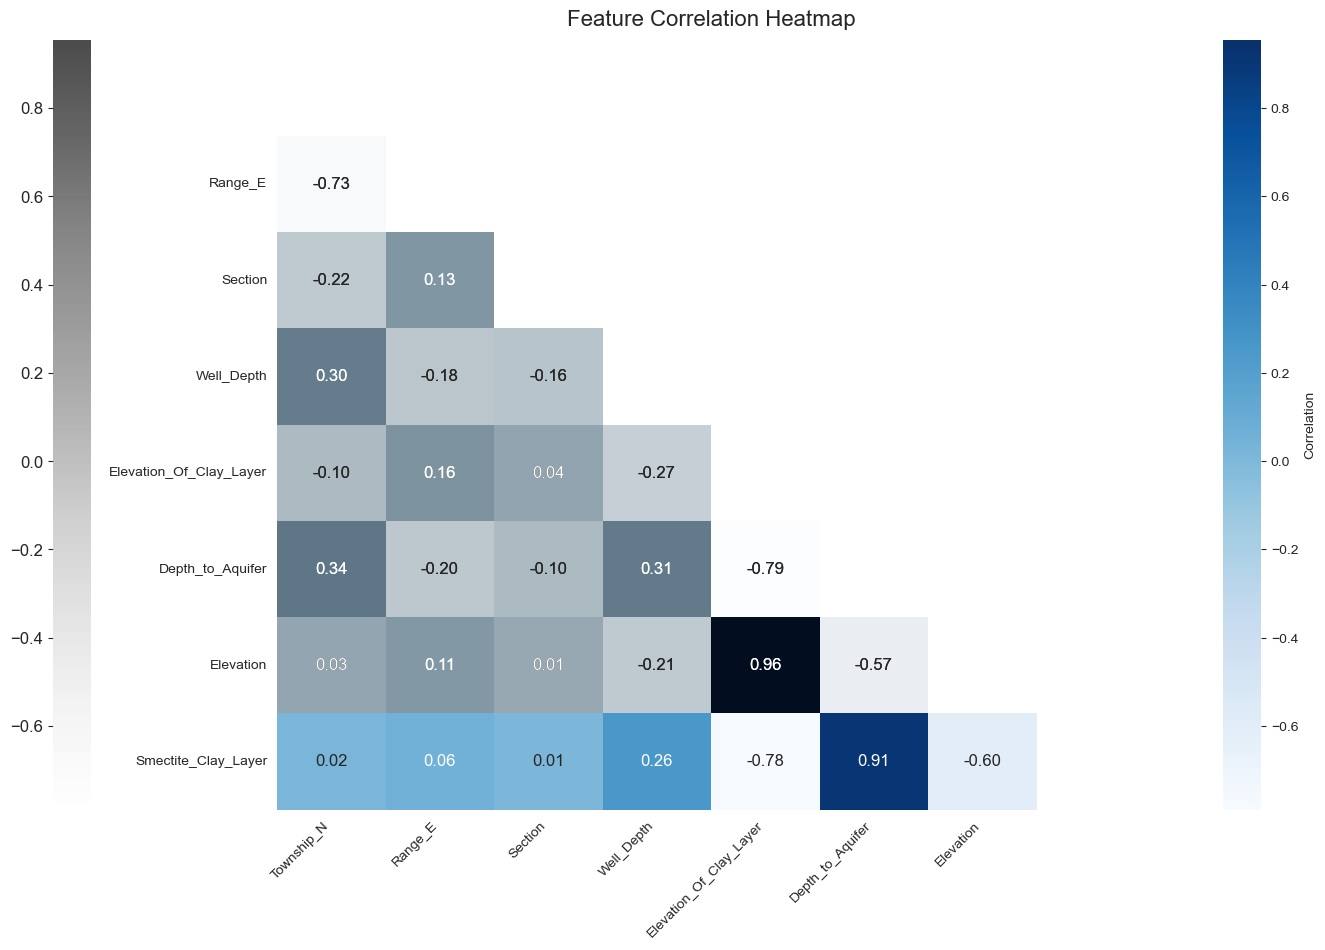 Feature Correlation Heatmap
0.8
0.6
0.4
0.2
0.0
−0.2
−0.4
−0.6
Range_E -0.73
Section -0.22 0.13
Well_Depth 0.30 -0.18 -0.16
Elevation_Of_Clay_Layer -0.10 0.16 0.04 -0.27
Depth_to_Aquifer 0.34 -0.20 -0.10 0.31 -0.79
Elevation 0.03 0.11 0.01 -0.21 0.96 -0.57
Smectite_Clay_Layer 0.02 0.06 0.01 0.26 -0.78 0.91 -0.60
Township_N
Range_E
Section
Well_Depth
Elevation_Of_Clay_Layer
Depth_to_Aquifer
Elevation
0.8
0.6
0.4
0.2
0.0
−0.2
−0.4
−0.6
Correlation